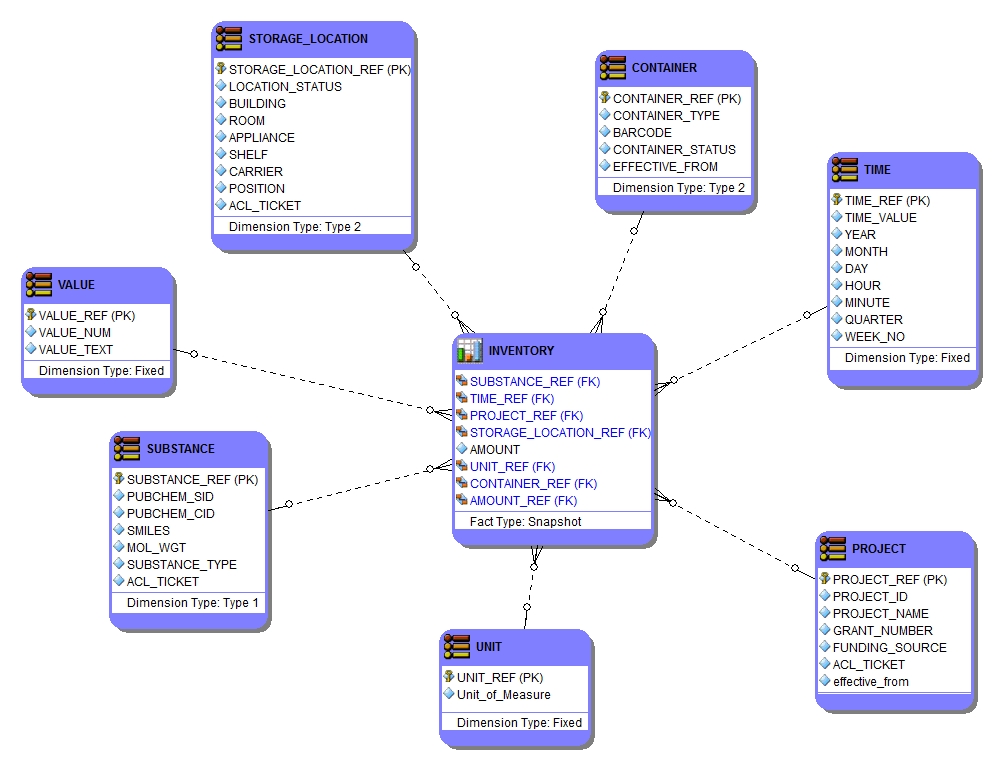 STORAGE_LOCATION
STORAGE_LOCATION_REF (PK)
LOCATION_STATUS
BUILDING
ROOM
APPLIANCE
SHELF
CARRIER
POSITION
ACL_TICKET
Dimension Type: Type 2
CONTAINER
CONTAINER_REF (PK)
CONTAINER_TYPE
BARCODE
CONTAINER_STATUS
EFFECTIVE_FROM
Dimension Type: Type 2
TIME
TIME_REF (PK)
TIME_VALUE
YEAR
MONTH
DAY
HOUR
MINUTE
QUARTER
WEEK_NO
Dimension Type: Fixed
VALUE
VALUE_REF (PK)
VALUE_NUM
VALUE_TEXT
Dimension Type: Fixed
INVENTORY
SUBSTANCE_REF (FK)
TIME_REF (FK)
PROJECT_REF (FK)
STORAGE_LOCATION_REF (FK)
AMOUNT
UNIT_REF (FK)
CONTAINER_REF (FK)
AMOUNT_REF (FK)
Fact Type: Snapshot
SUBSTANCE
SUBSTANCE_REF (PK)
PUBCHEM_SID
PUBCHEM_CID
SMILES
MOL_WGT
SUBSTANCE_TYPE
ACL_TICKET
Dimension Type: Type 1
PROJECT
PROJECT_REF (PK)
PROJECT_ID
PROJECT_NAME
GRANT_NUMBER
FUNDING_SOURCE
ACL_TICKET
effective_from
UNIT
UNIT_REF (PK)
Unit_of_Measure
Dimension Type: Fixed